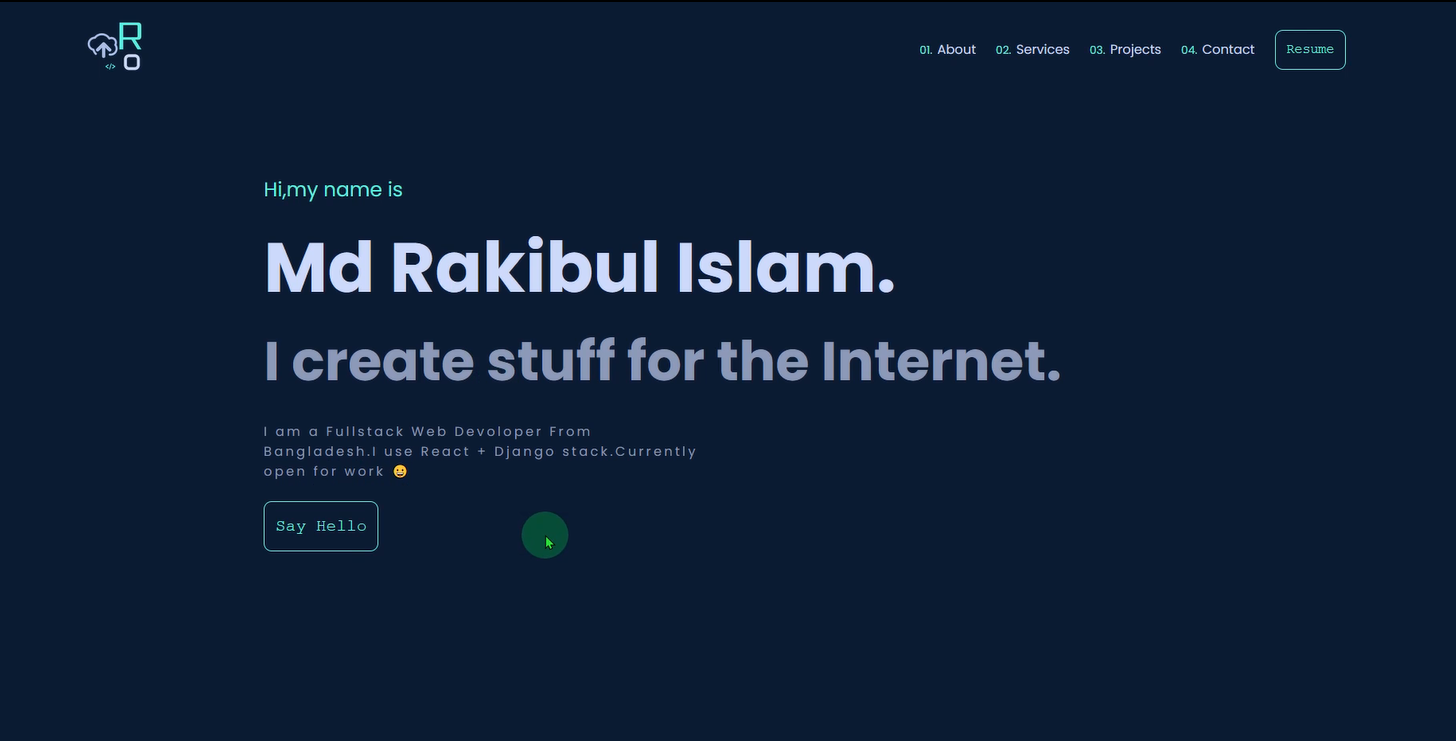 R
O
</>
01. About 02. Services 03. Projects 04. Contact Resume
Hi,my name is
Md Rakibul Islam.
I create stuff for the Internet.
I am a Fullstack Web Devoloper From
Bangladesh.I use React + Django stack.Currently
open for work 😀
Say Hello